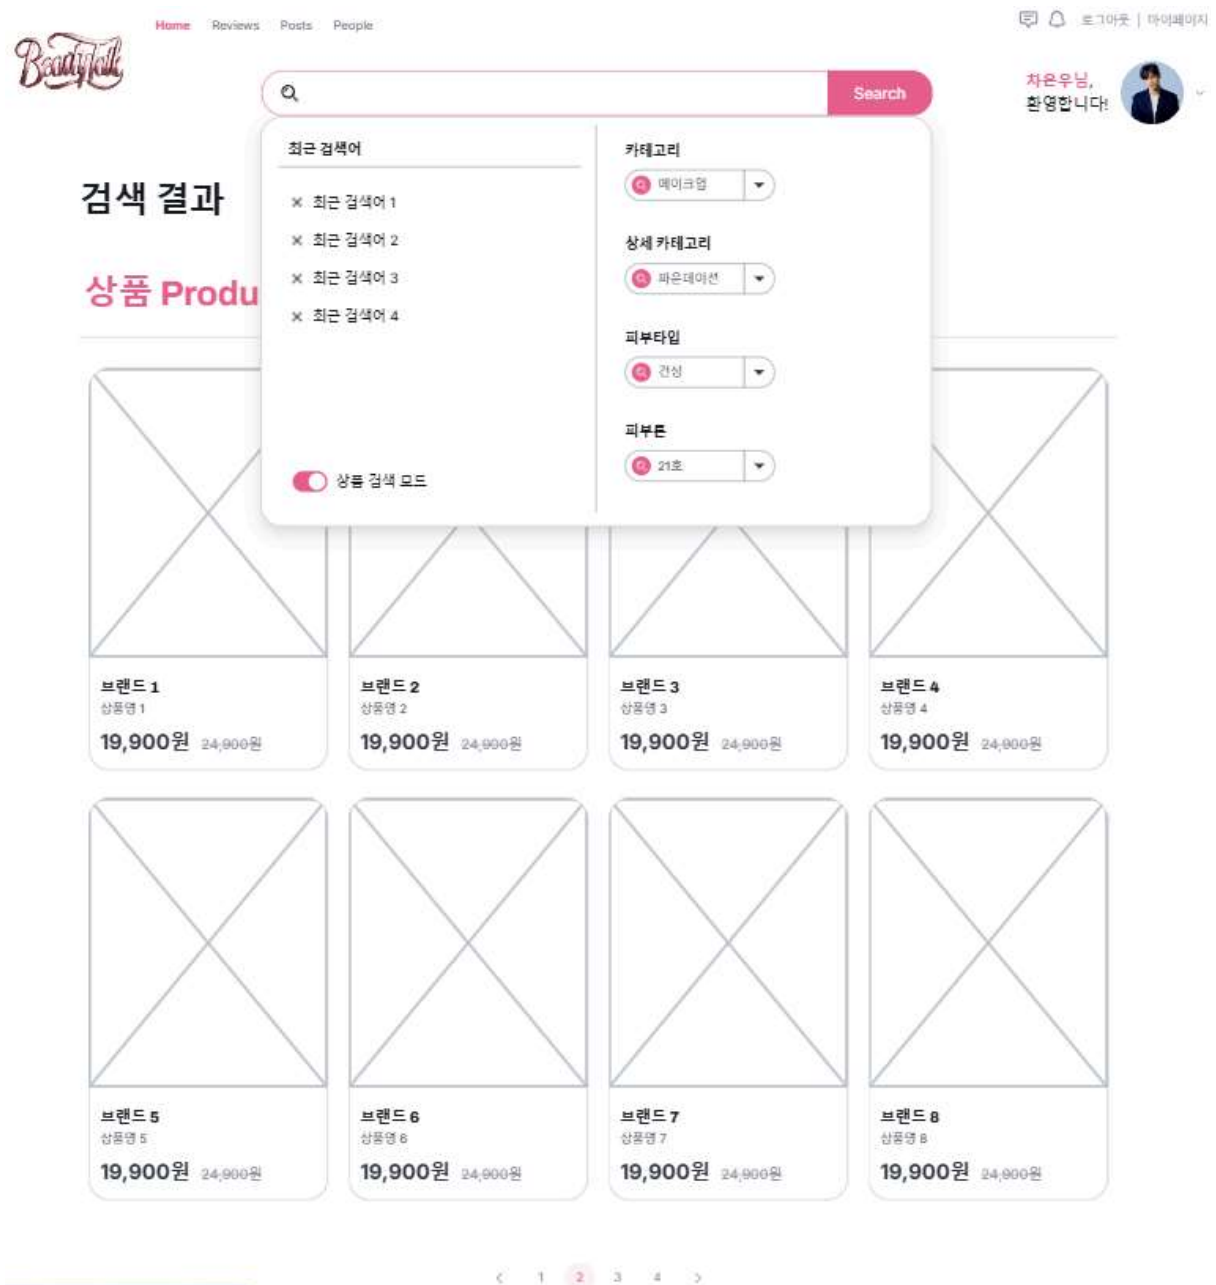 Home Reviews Posts People
로그아웃 | 마이페이지
BeautyTalk
Search
차은우님,
환영합니다!
최근 검색어
최근 검색어 1
최근 검색어 2
최근 검색어 3
최근 검색어 4
상품 검색 모드
카테고리
메이크업
상세 카테고리
파운데이션
피부타입
건성
피부톤
21호
검색 결과
상품 Produ
브랜드 1
상품명 1
19,900원 24,900원
브랜드 2
상품명 2
19,900원 24,900원
브랜드 3
상품명 3
19,900원 24,900원
브랜드 4
상품명 4
19,900원 24,900원
브랜드 5
상품명 5
19,900원 24,900원
브랜드 6
상품명 6
19,900원 24,900원
브랜드 7
상품명 7
19,900원 24,900원
브랜드 8
상품명 8
19,900원 24,900원
< 1 2 3 4 >